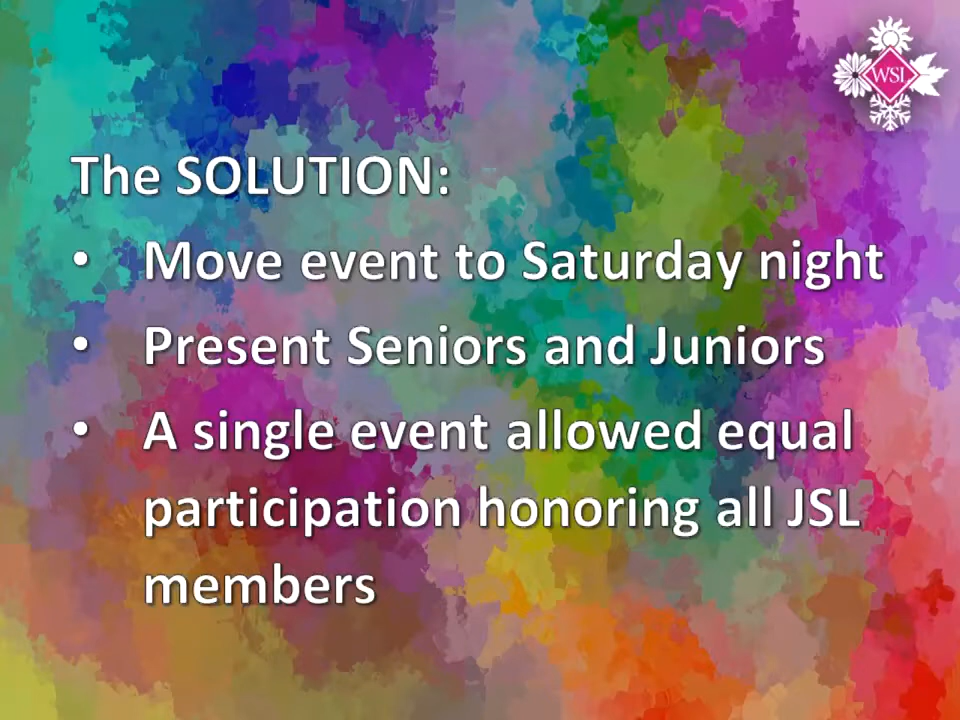 WSI
The SOLUTION:
• Move event to Saturday night
• Present Seniors and Juniors
• A single event allowed equal
participation honoring all JSL
members